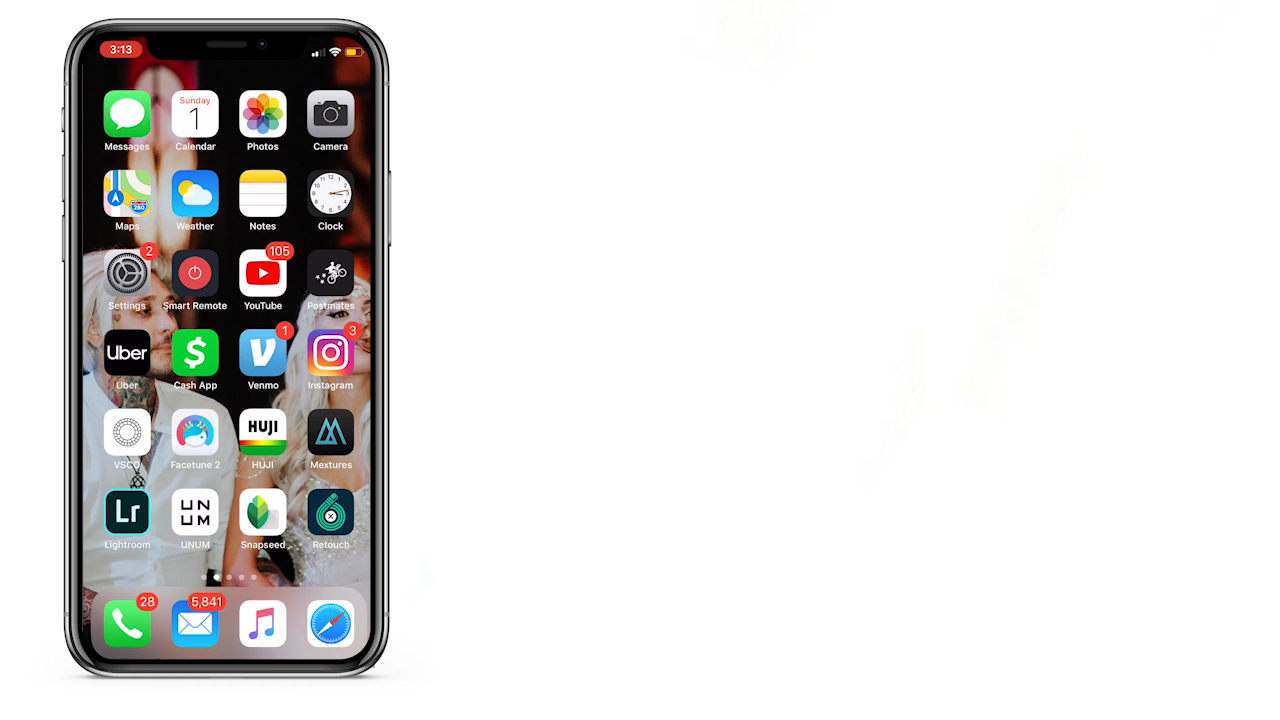 3:13
Sunday
1
Messages Calendar Photos Camera
280
Maps Weather Notes Clock
2 105
Settings Smart Remote YouTube Postmates
1 3
Uber
$
Uber Cash App Venmo Instagram
HUJI
VSCO Facetune 2 HUJI Mextures
Lr UNUM
Lightroom UNUM Snapseed Retouch
28 5,841